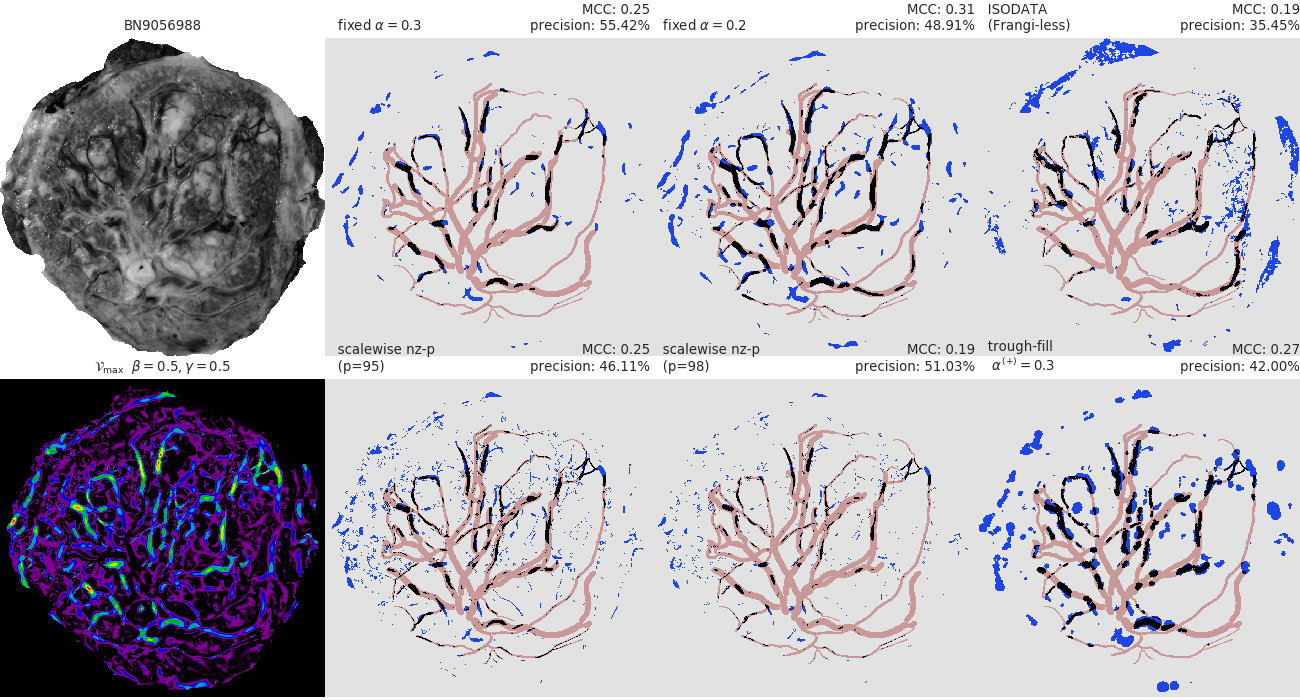 BN9056988
fixed α = 0.3
MCC: 0.25
precision: 55.42%
fixed α = 0.2
MCC: 0.31
precision: 48.91%
ISODATA
(Frangi-less)
MCC: 0.19
precision: 35.45%
𝒱max β = 0.5, γ = 0.5
scalewise nz-p
(p=95)
MCC: 0.25
precision: 46.11%
scalewise nz-p
(p=98)
MCC: 0.19
precision: 51.03%
trough-fill
α(+) = 0.3
MCC: 0.27
precision: 42.00%